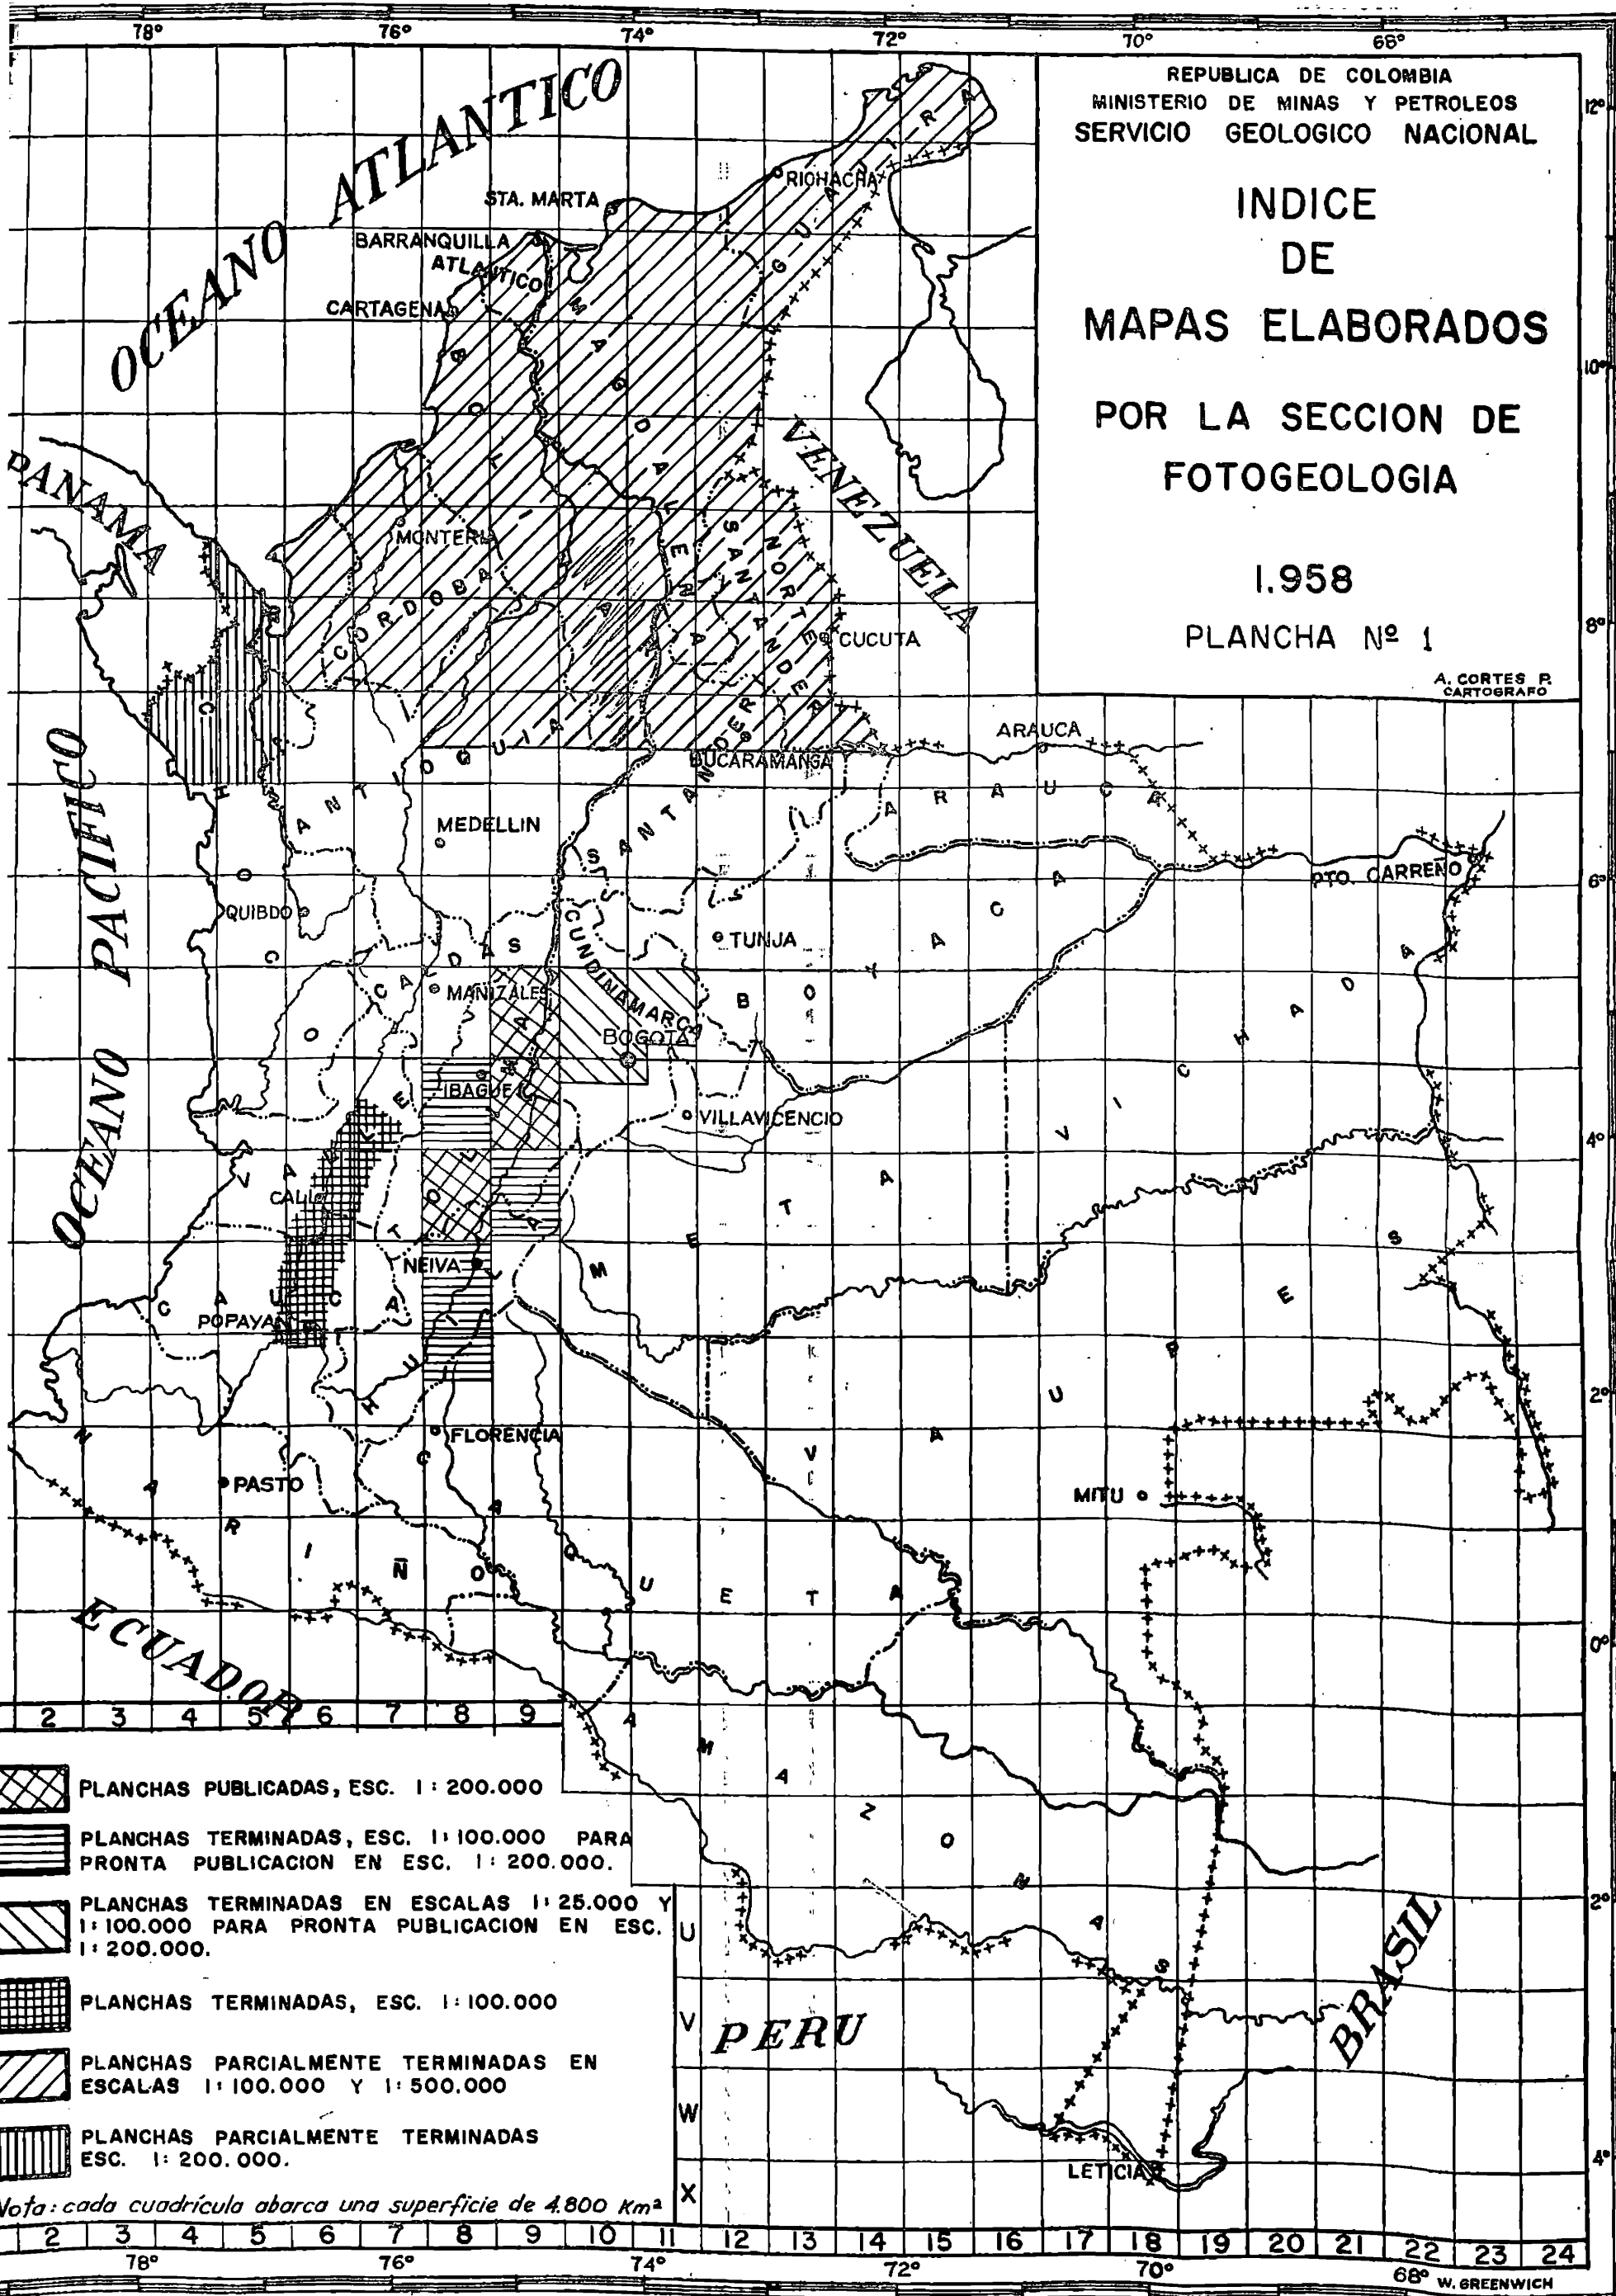 78° 76° 74° 72° 70° 68°
REPUBLICA DE COLOMBIA
MINISTERIO DE MINAS Y PETROLEOS
SERVICIO GEOLOGICO NACIONAL
INDICE
DE
MAPAS ELABORADOS
POR LA SECCION DE
FOTOGEOLOGIA
1.958
PLANCHA Nº 1
A. CORTES P.
CARTOGRAFO
12°
10°
8°
6°
4°
2°
0°
2°
4°
OCEANO ATLANTICO
RIOHACHA
GUAJIRA
STA. MARTA
BARRANQUILLA
ATLANTICO
CARTAGENA
MAGDALENA
BOLIVAR
VENEZUELA
PANAMA
MONTERIA
CORDOBA
NORTE
SANTANDER
CUCUTA
ARAUCA
BUCARAMANGA
ARAUCA
ANTIOQUIA
SANTANDER
MEDELLIN
OCEANO PACIFICO
CHOCO
PTO. CARREÑO
QUIBDO
TUNJA
BOYACA
CALDAS
CUNDINAMARCA
MANIZALES
BOGOTA
VICHADA
IBAGUE
VILLAVICENCIO
VALLE
CALI
TOLIMA
META
NEIVA
CAUCA
POPAYAN
HUILA
VAUPES
FLORENCIA
PASTO
MITU
NARIÑO
CAQUETA
ECUADOR
AMAZONAS
2 3 4 5 6 7 8 9
PLANCHAS PUBLICADAS, ESC. 1:200.000
PLANCHAS TERMINADAS, ESC. 1:100.000 PARA
PRONTA PUBLICACION EN ESC. 1:200.000.
PLANCHAS TERMINADAS EN ESCALAS 1:25.000 Y
1:100.000 PARA PRONTA PUBLICACION EN ESC.
1:200.000.
PLANCHAS TERMINADAS, ESC. 1:100.000
PLANCHAS PARCIALMENTE TERMINADAS EN
ESCALAS 1:100.000 Y 1:500.000
PLANCHAS PARCIALMENTE TERMINADAS
ESC. 1:200.000.
Nota: cada cuadrícula abarca una superficie de 4.800 Km²
U
V
W
X
PERU
BRASIL
LETICIA
2 3 4 5 6 7 8 9 10 11 12 13 14 15 16 17 18 19 20 21 22 23 24
78° 76° 74° 72° 70° 68° W. GREENWICH